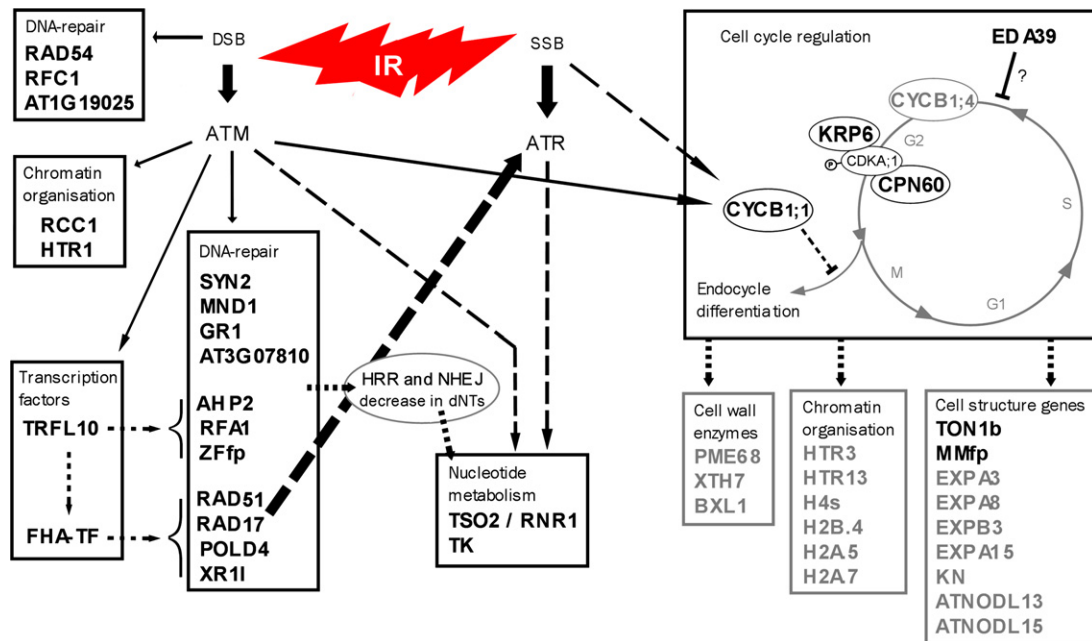 DNA-repair
RAD54
RFC1
AT1G19025
DSB
IR
SSB
ATM
ATR
Chromatin
organisation
RCC1
HTR1
DNA-repair
SYN2
MND1
GR1
AT3G07810
AHP2
RFA1
ZFfp
RAD51
RAD17
POLD4
XR1I
Transcription
factors
TRFL10
FHA-TF
HRR and NHEJ
decrease in dNTs
Nucleotide
metabolism
TSO2 / RNR1
TK
Cell cycle regulation
EDA39
?
CYCB1;4
KRP6
G2
P
CDKA;1
CPN60
CYCB1;1
S
M
G1
Endocycle
differentiation
Cell wall
enzymes
PME68
XTH7
BXL1
Chromatin
organisation
HTR3
HTR13
H4s
H2B.4
H2A.5
H2A.7
Cell structure genes
TON1b
MMfp
EXPA3
EXPA8
EXPB3
EXPA15
KN
ATNODL13
ATNODL15